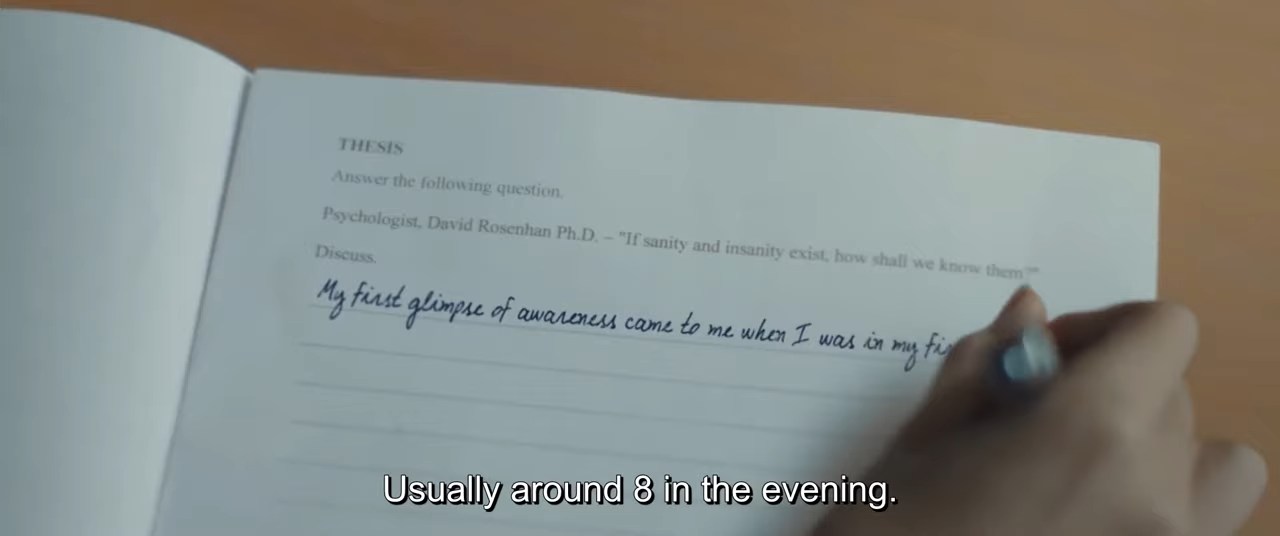 THESIS
Answer the following question.
Psychologist, David Rosenhan Ph.D. – "If sanity and insanity exist, how shall we know them?"
Discuss.
My first glimpse of awareness came to me when I was in my
Usually around 8 in the evening.